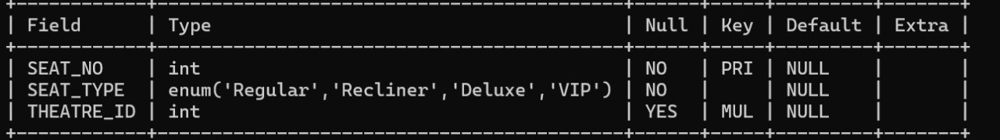 +-----------+-------------------------------------------+------+-----+---------+-------+
| Field     | Type                                      | Null | Key | Default | Extra |
+-----------+-------------------------------------------+------+-----+---------+-------+
| SEAT_NO   | int                                       | NO   | PRI | NULL    |       |
| SEAT_TYPE | enum('Regular','Recliner','Deluxe','VIP') | NO   |     | NULL    |       |
| THEATRE_ID | int                                       | YES  | MUL | NULL    |       |
+-----------+-------------------------------------------+------+-----+---------+-------+